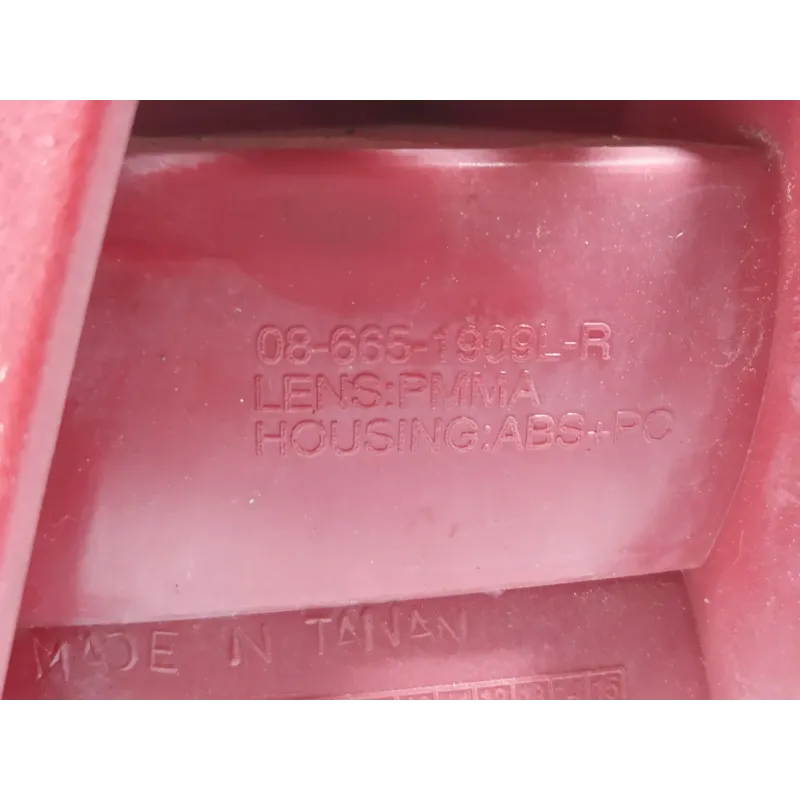 08-665-1909L-R
LENS:PMMA
HOUSING:ABS+PC
MADE IN TAIWAN